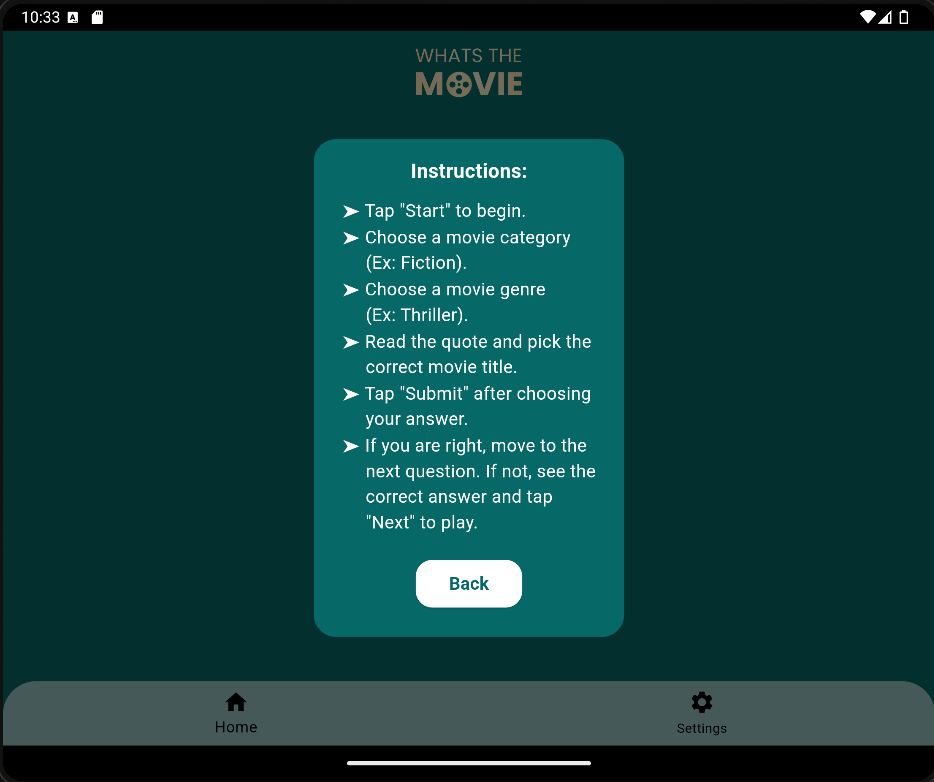 10:33
WHATS THE
MOVIE
Instructions:
➤ Tap "Start" to begin.
➤ Choose a movie category
(Ex: Fiction).
➤ Choose a movie genre
(Ex: Thriller).
➤ Read the quote and pick the
correct movie title.
➤ Tap "Submit" after choosing
your answer.
➤ If you are right, move to the
next question. If not, see the
correct answer and tap
"Next" to play.
Back
Home
Settings